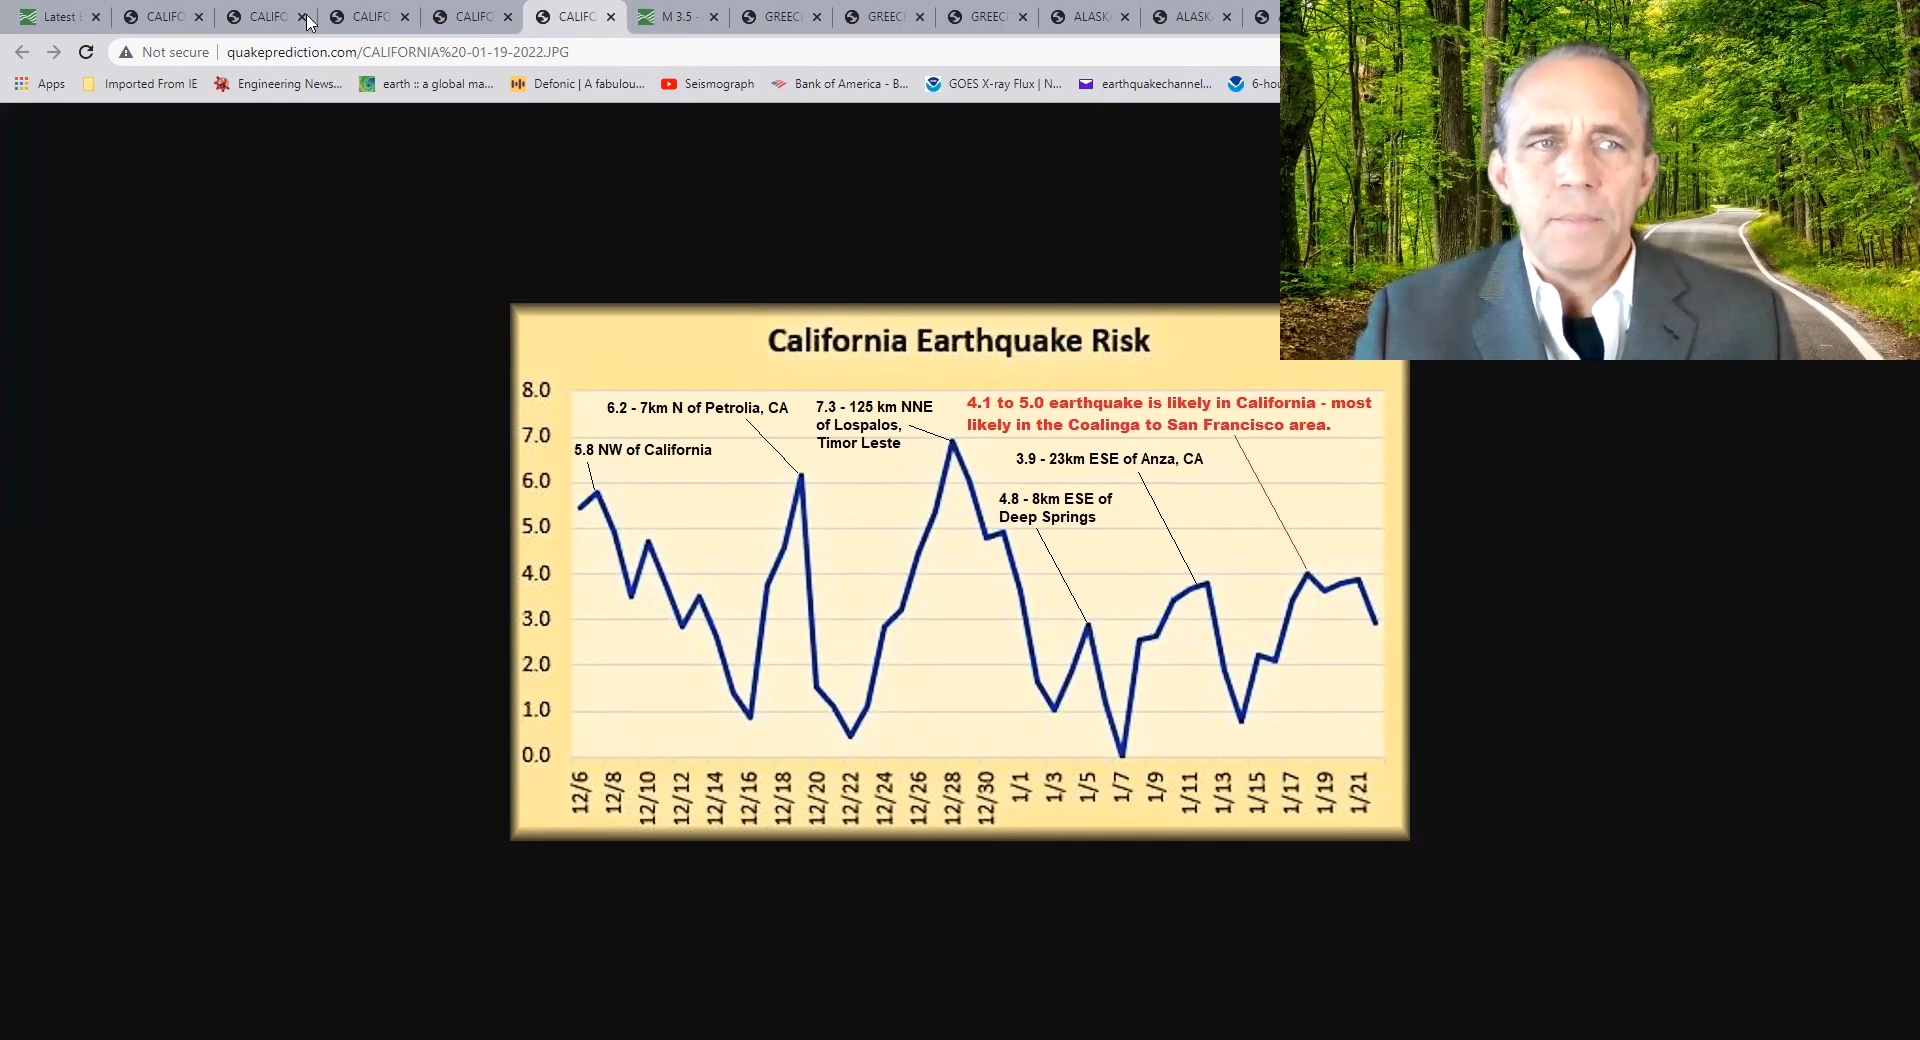 Latest
CALIFO
CALIFO
CALIFO
CALIFO
CALIFO
M 3.5 -
GREEC
GREEC
GREEC
ALASK
ALASK
Not secure
quakeprediction.com/CALIFORNIA%20-01-19-2022.JPG
Apps
Imported From IE
Engineering News...
earth :: a global ma...
Defonic | A fabulou...
Seismograph
Bank of America - B...
GOES X-ray Flux | N...
earthquakechannel...
6-hou
California Earthquake Risk
8.0
7.0
6.0
5.0
4.0
3.0
2.0
1.0
0.0
5.8 NW of California
6.2 - 7km N of Petrolia, CA
7.3 - 125 km NNE
of Lospalos,
Timor Leste
4.1 to 5.0 earthquake is likely in California - most
likely in the Coalinga to San Francisco area.
3.9 - 23km ESE of Anza, CA
4.8 - 8km ESE of
Deep Springs
12/6
12/8
12/10
12/12
12/14
12/16
12/18
12/20
12/22
12/24
12/26
12/28
12/30
1/1
1/3
1/5
1/7
1/9
1/11
1/13
1/15
1/17
1/19
1/21